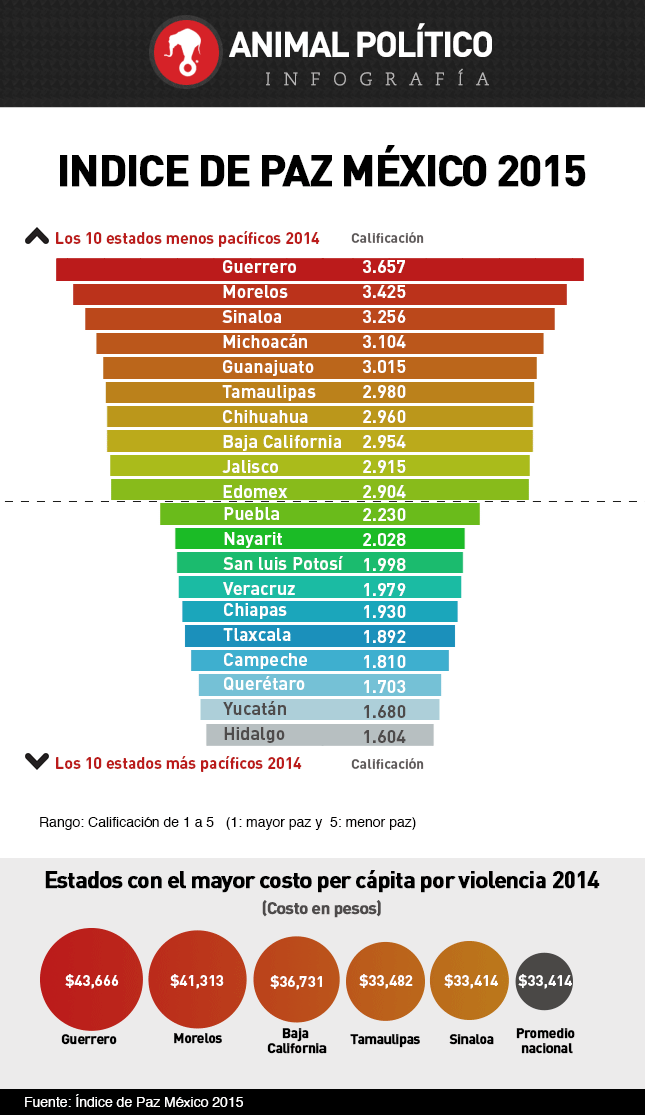 ANIMAL POLÍTICO
INFOGRAFÍA
INDICE DE PAZ MÉXICO 2015
Los 10 estados menos pacíficos 2014 Calificación
Guerrero 3.657
Morelos 3.425
Sinaloa 3.256
Michoacán 3.104
Guanajuato 3.015
Tamaulipas 2.980
Chihuahua 2.960
Baja California 2.954
Jalisco 2.915
Edomex 2.904
Puebla 2.230
Nayarit 2.028
San luis Potosí 1.998
Veracruz 1.979
Chiapas 1.930
Tlaxcala 1.892
Campeche 1.810
Querétaro 1.703
Yucatán 1.680
Hidalgo 1.604
Los 10 estados más pacíficos 2014 Calificación
Rango: Calificación de 1 a 5 (1: mayor paz y 5: menor paz)
Estados con el mayor costo per cápita por violencia 2014
(Costo en pesos)
$43,666 $41,313 $36,731 $33,482 $33,414 $33,414
Guerrero Morelos Baja California Tamaulipas Sinaloa Promedio nacional
Fuente: Índice de Paz México 2015